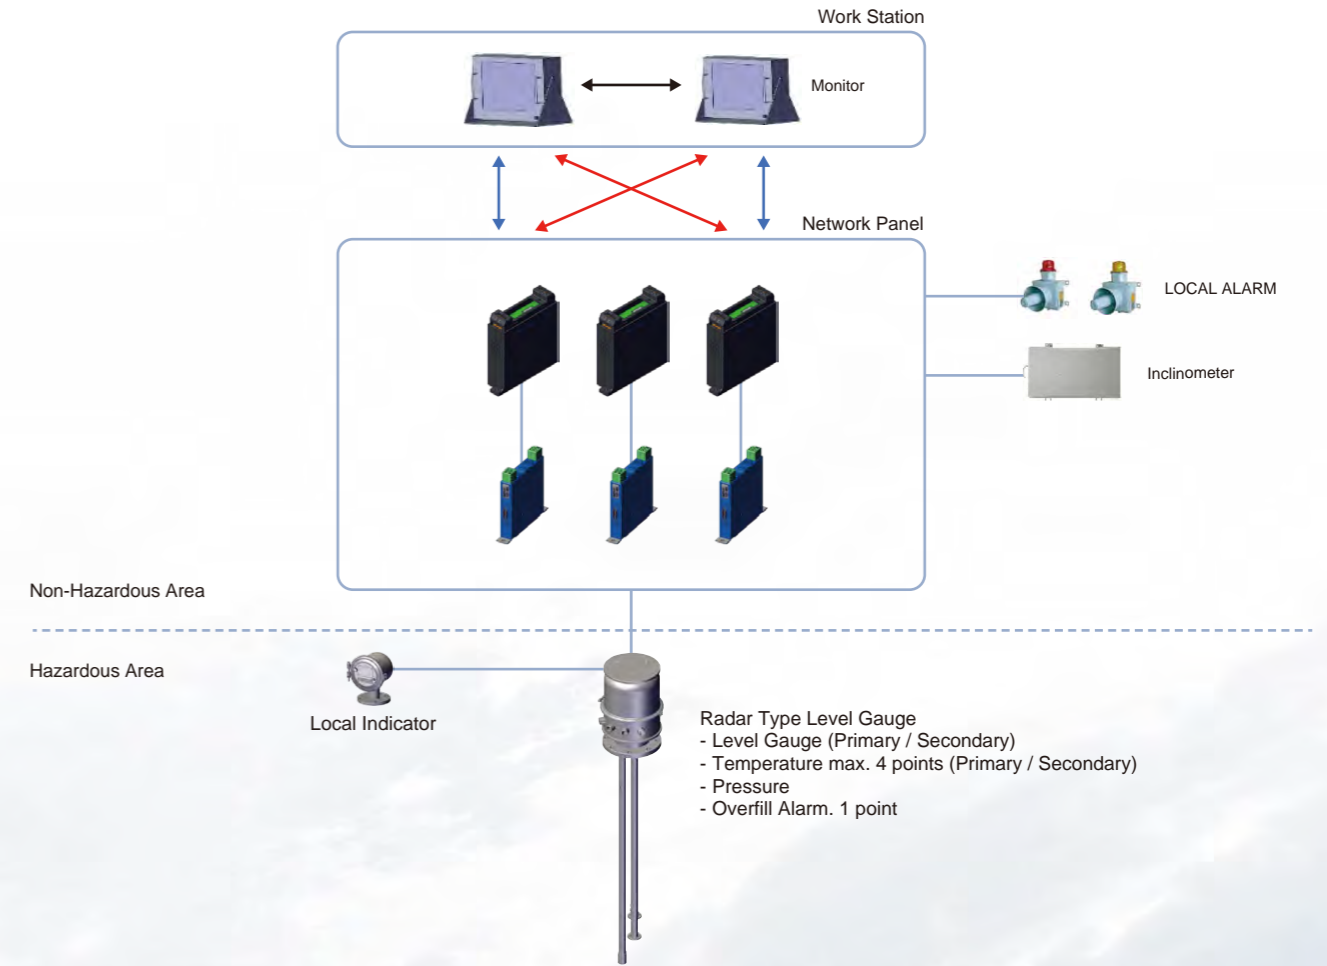 Work Station
Monitor
Network Panel
LOCAL ALARM
Inclinometer
Non-Hazardous Area
Hazardous Area
Local Indicator
Radar Type Level Gauge
- Level Gauge (Primary / Secondary)
- Temperature max. 4 points (Primary / Secondary)
- Pressure
- Overfill Alarm. 1 point